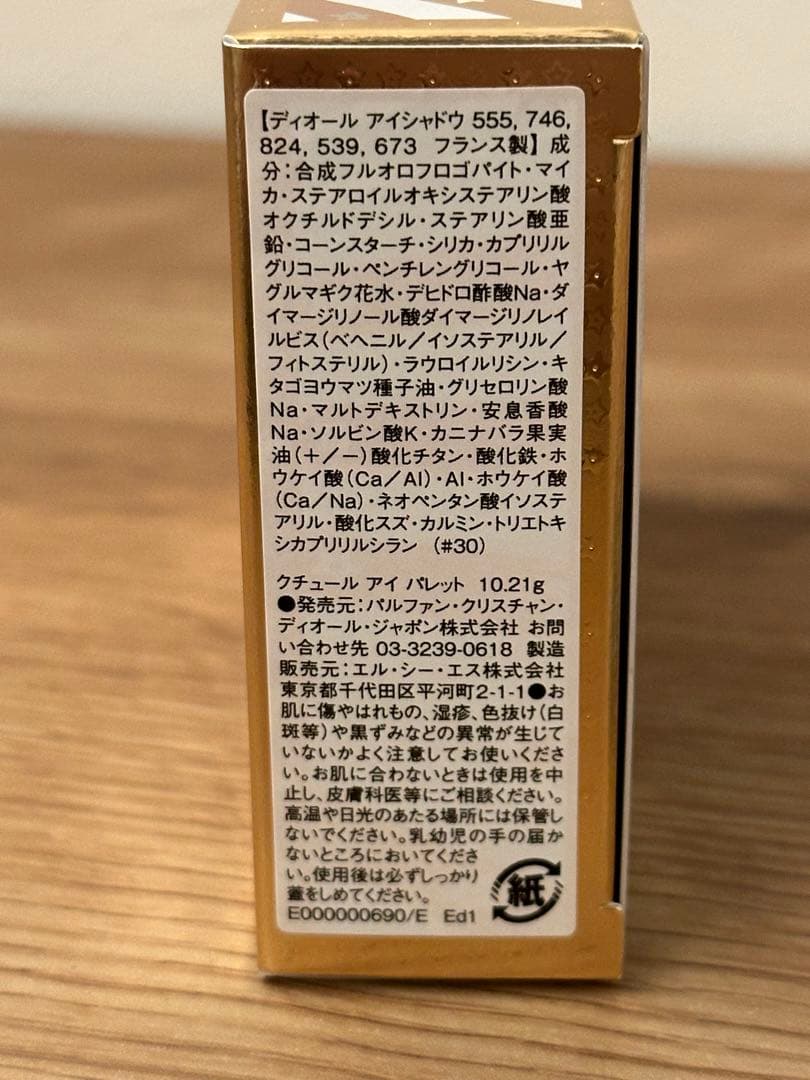 【ディオール アイシャドウ 555, 746,
824, 539, 673 フランス製】 成
分：合成フルオロフロゴパイト・マイ
カ・ステアロイルオキシステアリン酸
オクチルドデシル・ステアリン酸亜
鉛・コーンスターチ・シリカ・カプリリル
グリコール・ペンチレングリコール・ヤ
グルマギク花水・デヒドロ酢酸Na・ダ
イマージリノール酸ダイマージリノレイ
ルビス（ベヘニル／イソステアリル／
フィトステリル）・ラウロイルリシン・キ
タゴヨウマツ種子油・グリセロリン酸
Na・マルトデキストリン・安息香酸
Na・ソルビン酸K・カニナバラ果実
油（＋／－）酸化チタン・酸化鉄・ホ
ウケイ酸（Ca／Al）・Al・ホウケイ酸
（Ca／Na）・ネオペンタン酸イソステ
アリル・酸化スズ・カルミン・トリエトキ
シカプリリルシラン （#30）
クチュール アイ パレット 10.21g
●発売元：パルファン・クリスチャン・
ディオール・ジャポン株式会社 お問
い合わせ先 03-3239-0618 製造
販売元：エル・シー・エス株式会社
東京都千代田区平河町2-1-1●お
肌に傷やはれもの、湿疹、色抜け（白
斑等）や黒ずみなどの異常が生じて
いないかよく注意してお使いくださ
い。お肌に合わないときは使用を中
止し、皮膚科医等にご相談ください。
高温や日光のあたる場所には保管し
ないでください。乳幼児の手の届か
ないところにおいてくださ
い。使用後は必ずしっかり
蓋をしめてください。
E000000690/E Ed1
紙